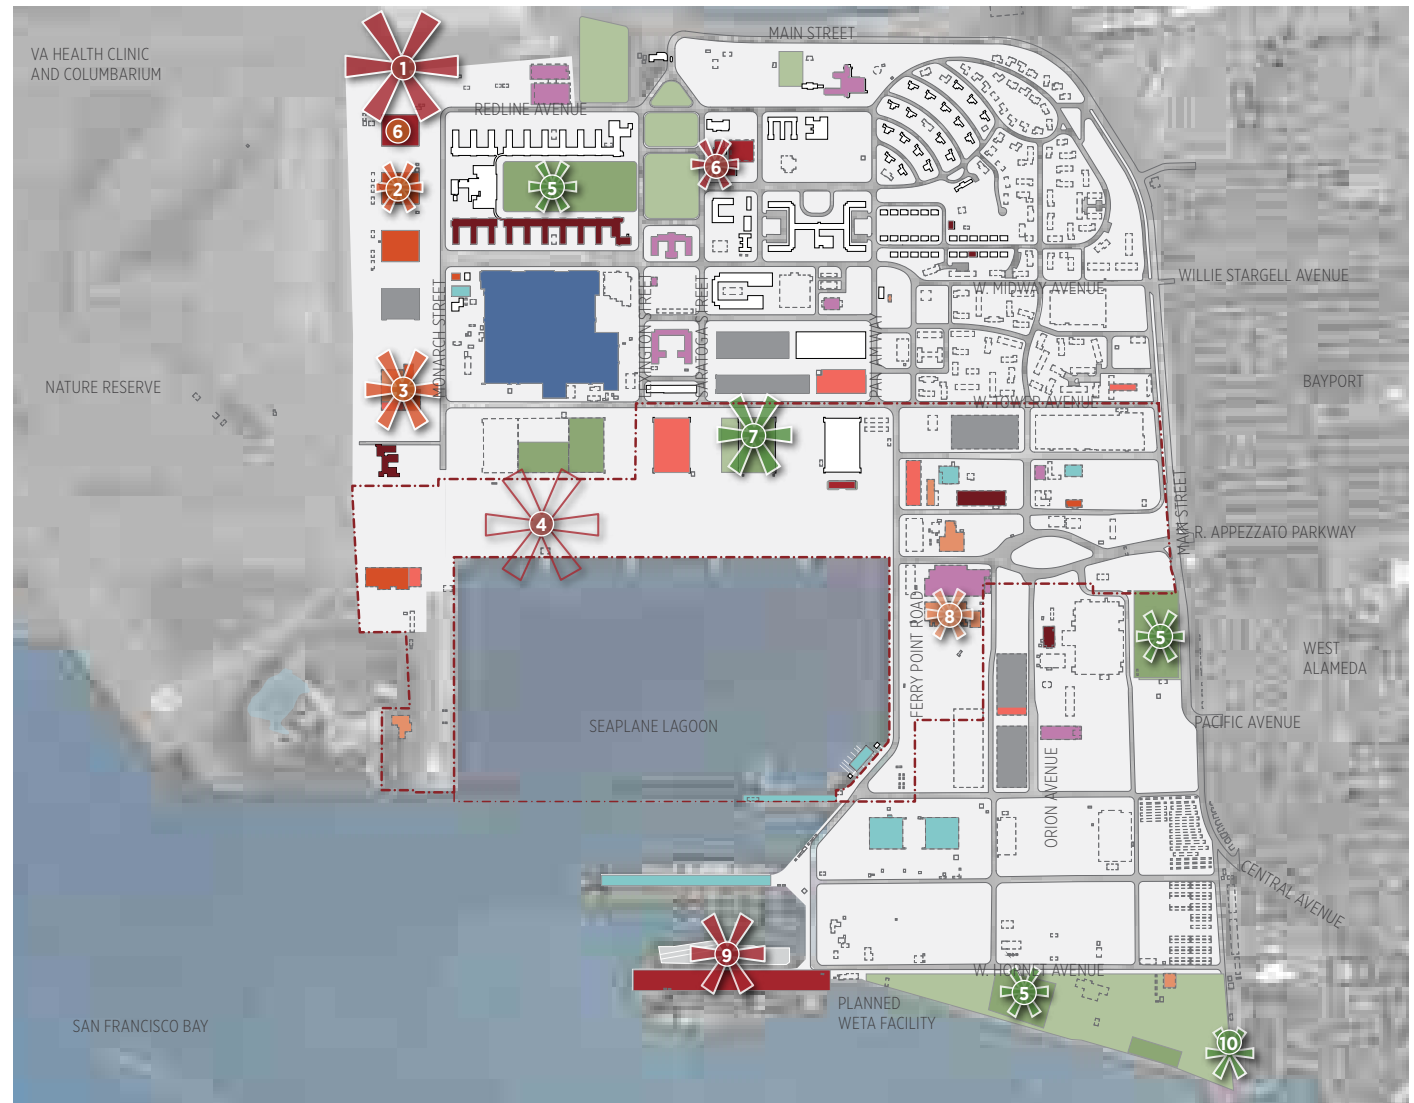 MAIN STREET
VA HEALTH CLINIC
AND COLUMBARIUM
1
REDLINE AVENUE
6
6
2
5
WILLIE STARGELL AVENUE
W. MIDWAY AVENUE
MONARCH STREET
SARATOGA STREET
PAN AM WAY
NATURE RESERVE
3
BAYPORT
W. TOWER AVENUE
7
4
MAIN STREET
R. APPEZZATO PARKWAY
8
5
FERRY POINT ROAD
WEST
ALAMEDA
SEAPLANE LAGOON
PACIFIC AVENUE
ORION AVENUE
CENTRAL AVENUE
9
W. HORNET AVENUE
5
PLANNED
WETA FACILITY
SAN FRANCISCO BAY
10